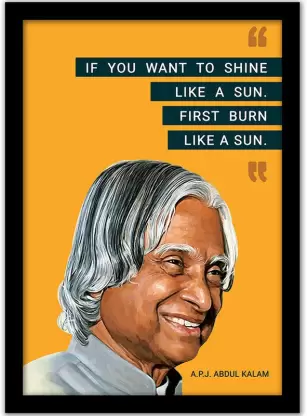 “
IF YOU WANT TO SHINE
LIKE A SUN.
FIRST BURN
LIKE A SUN.
”
A.P.J. ABDUL KALAM